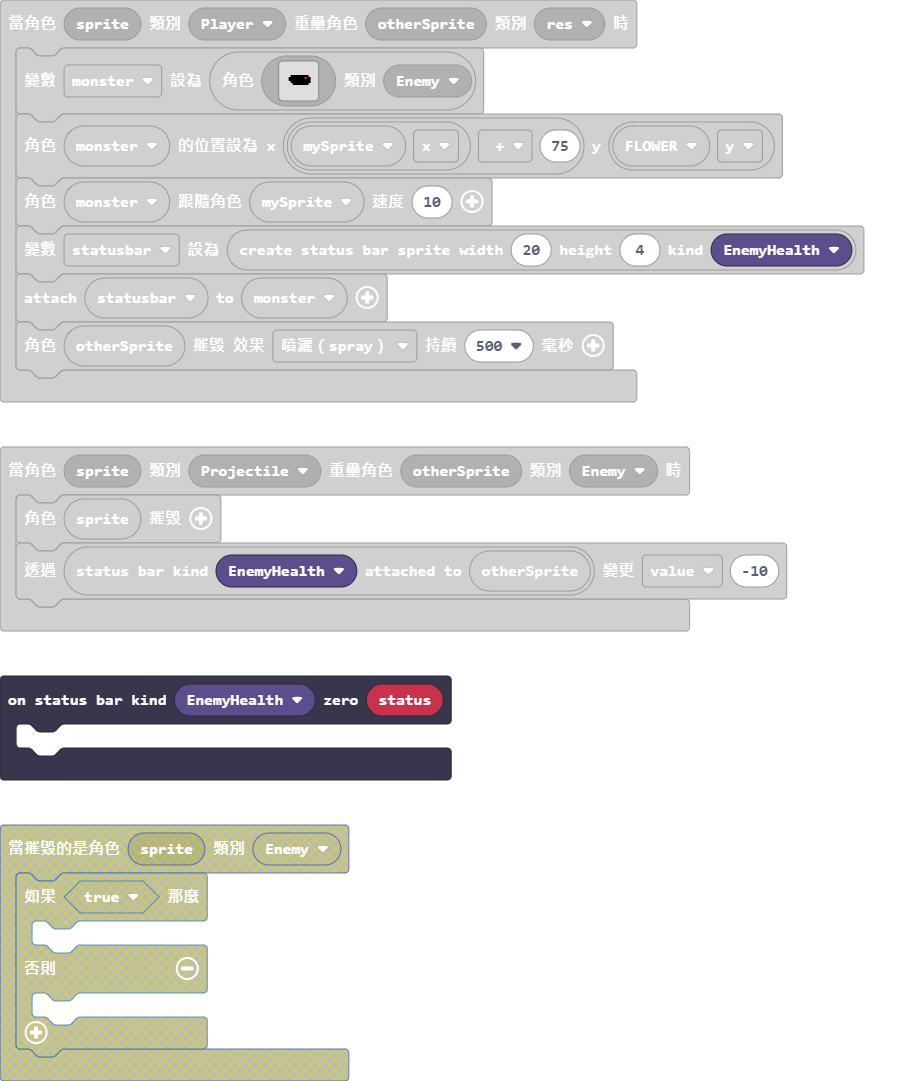 當角色 sprite 類別 Player 重疊角色 otherSprite 類別 res 時
變數 monster 設為 角色 類別 Enemy
角色 monster 的位置設為 x mySprite x + 75 y FLOWER y
角色 monster 跟隨角色 mySprite 速度 10
變數 statusbar 設為 create status bar sprite width 20 height 4 kind EnemyHealth
attach statusbar to monster
角色 otherSprite 摧毀 效果 噴灑 ( spray ) 持續 500 毫秒
當角色 sprite 類別 Projectile 重疊角色 otherSprite 類別 Enemy 時
角色 sprite 摧毀
透過 status bar kind EnemyHealth attached to otherSprite 變更 value -10
on status bar kind EnemyHealth zero status
當摧毀的是角色 sprite 類別 Enemy
如果 true 那麼
否則